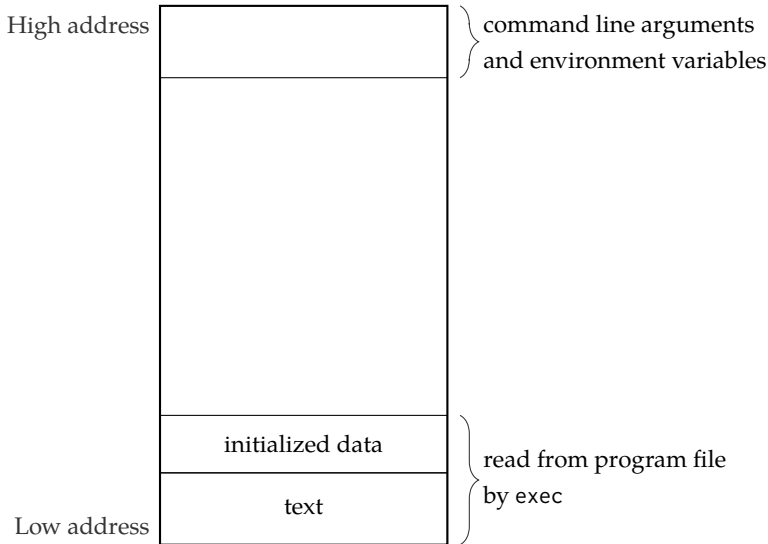 High address
command line arguments
and environment variables
initialized data
read from program file
by exec
text
Low address